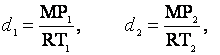 d₁ = MP₁/RT₁,  d₂ = MP₂/RT₂,